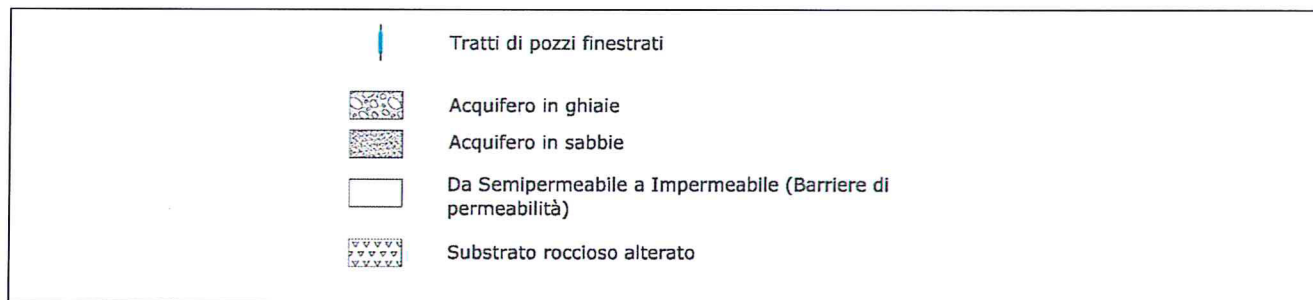 Tratti di pozzi finestrati
Acquifero in ghiaie
Acquifero in sabbie
Da Semipermeabile a Impermeabile (Barriere di
permeabilità)
Substrato roccioso alterato